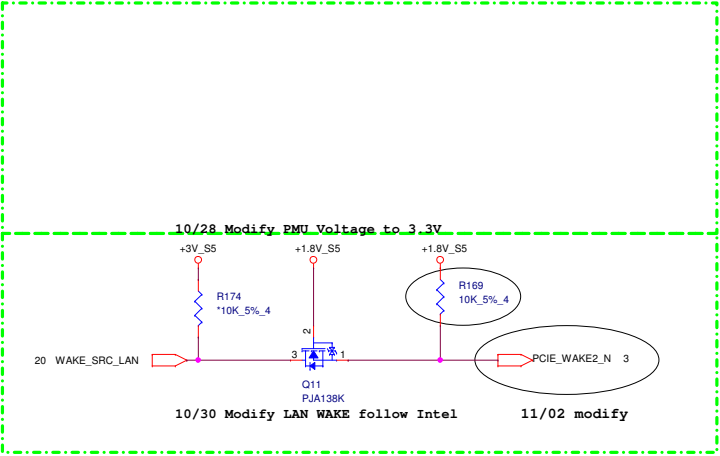 10/28 Modify PMU Voltage to 3.3V
+3V_S5 +1.8V_S5 +1.8V_S5
R174
*10K_5%_4
R169
10K_5%_4
2
20 WAKE_SRC_LAN
3 1
PCIE_WAKE2_N 3
Q11
PJA138K
10/30 Modify LAN WAKE follow Intel
11/02 modify